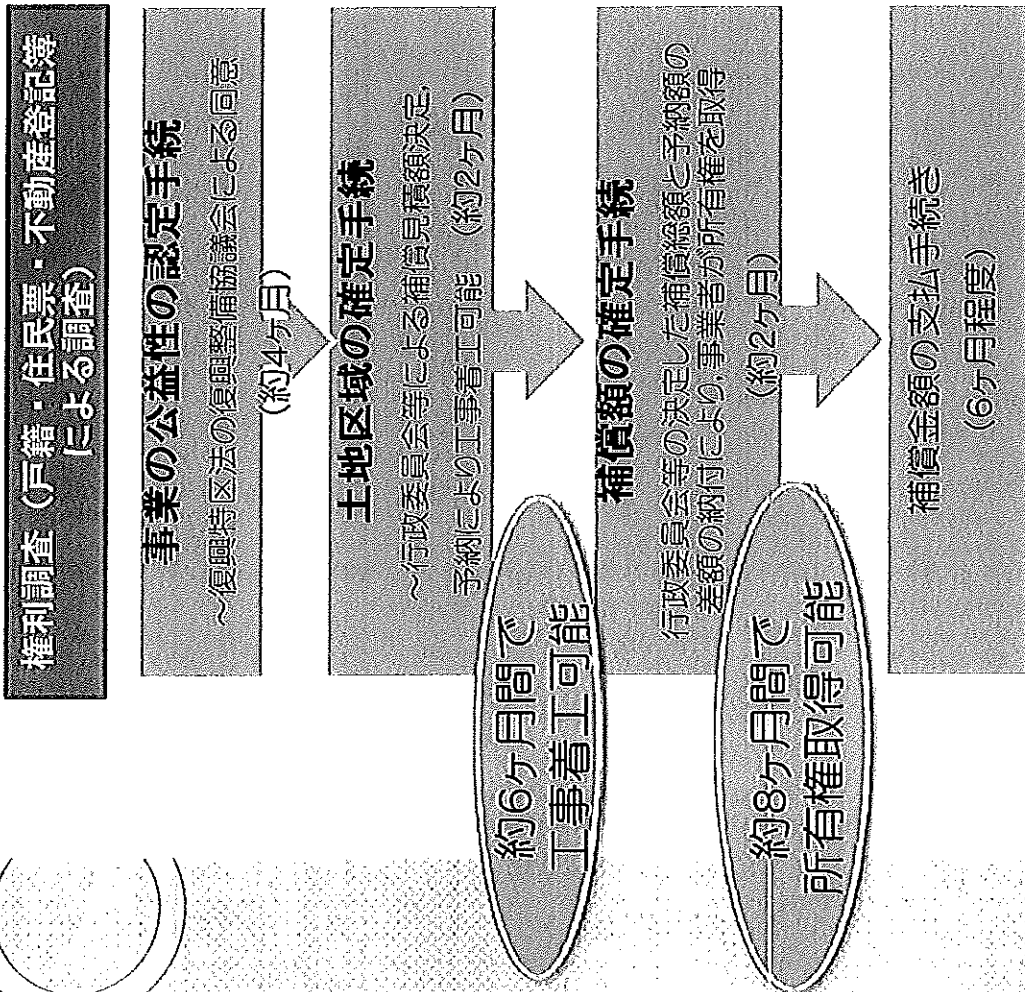 権利調査（戸籍・住民票・不動産登記簿
による調査）
事業の公益性の認定手続
～復興特区法の復興整備協議会による同意
（約4ヶ月）
土地区域の確定手続
～行政委員会等による補償見積額決定，
予納により工事着工可能　（約2ヶ月）
約6ヶ月間で
工事着工可能
補償額の確定手続
行政委員会等の決定した補償総額と予納額の
差額の納付により，事業者が所有権を取得
（約2ヶ月）
約8ヶ月間で
所有権取得可能
補償金額の支払手続き
（6ヶ月程度）